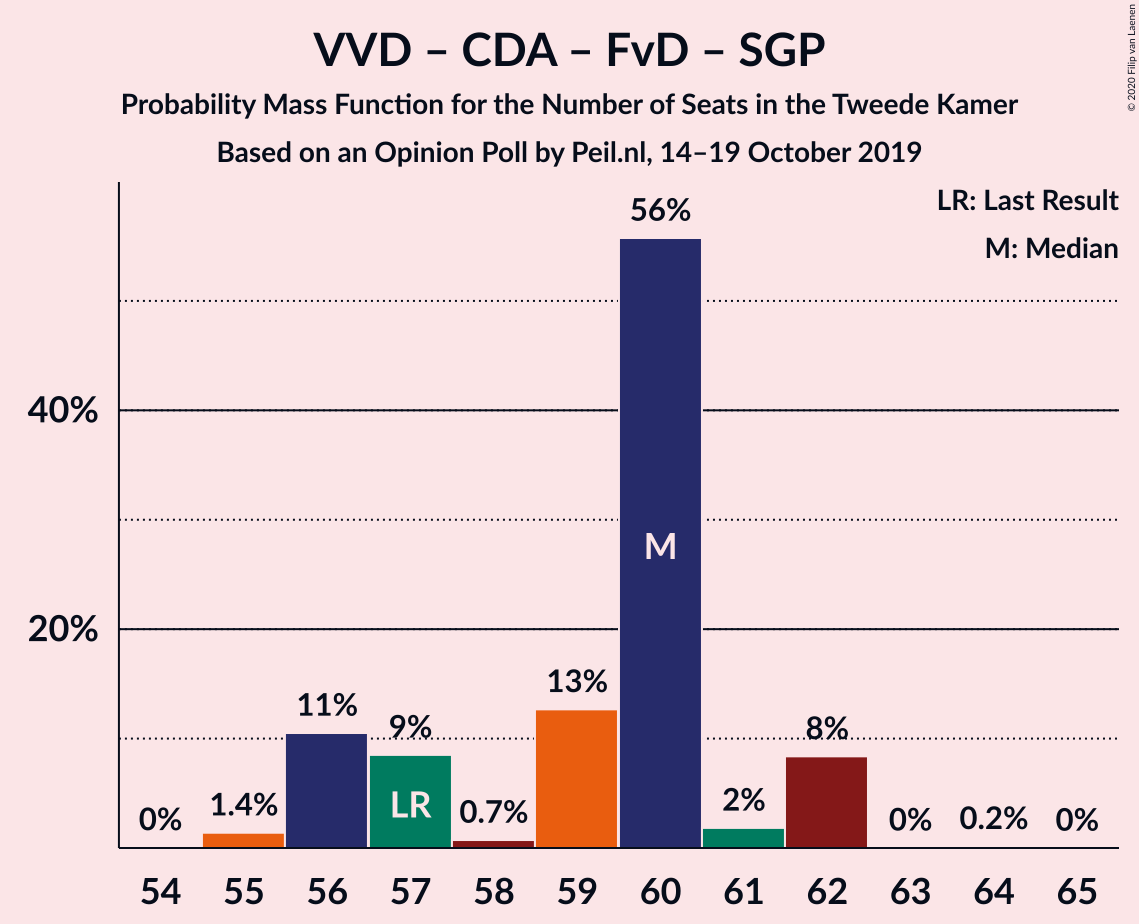 VVD – CDA – FvD – SGP
Probability Mass Function for the Number of Seats in the Tweede Kamer
Based on an Opinion Poll by Peil.nl, 14–19 October 2019
© 2020 Filip van Laenen
LR: Last Result
M: Median
40%
20%
0%
1.4%
11%
9%
LR
0.7%
13%
56%
M
2%
8%
0%
0.2%
0%
54 55 56 57 58 59 60 61 62 63 64 65